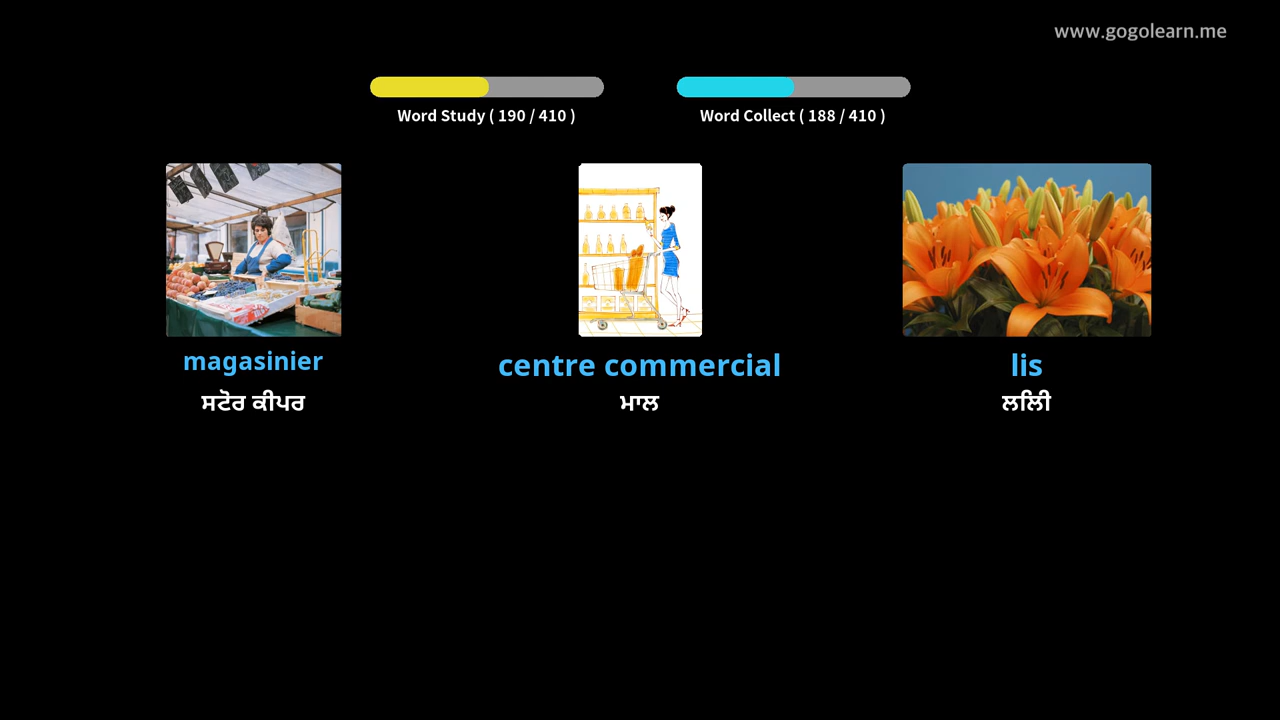 www.gogolearn.me
Word Study ( 190 / 410 )
Word Collect ( 188 / 410 )
magasinier
centre commercial
lis
ਸਟੋਰ ਕੀਪਰ
ਮਾਲ
ਲਿਲੀ